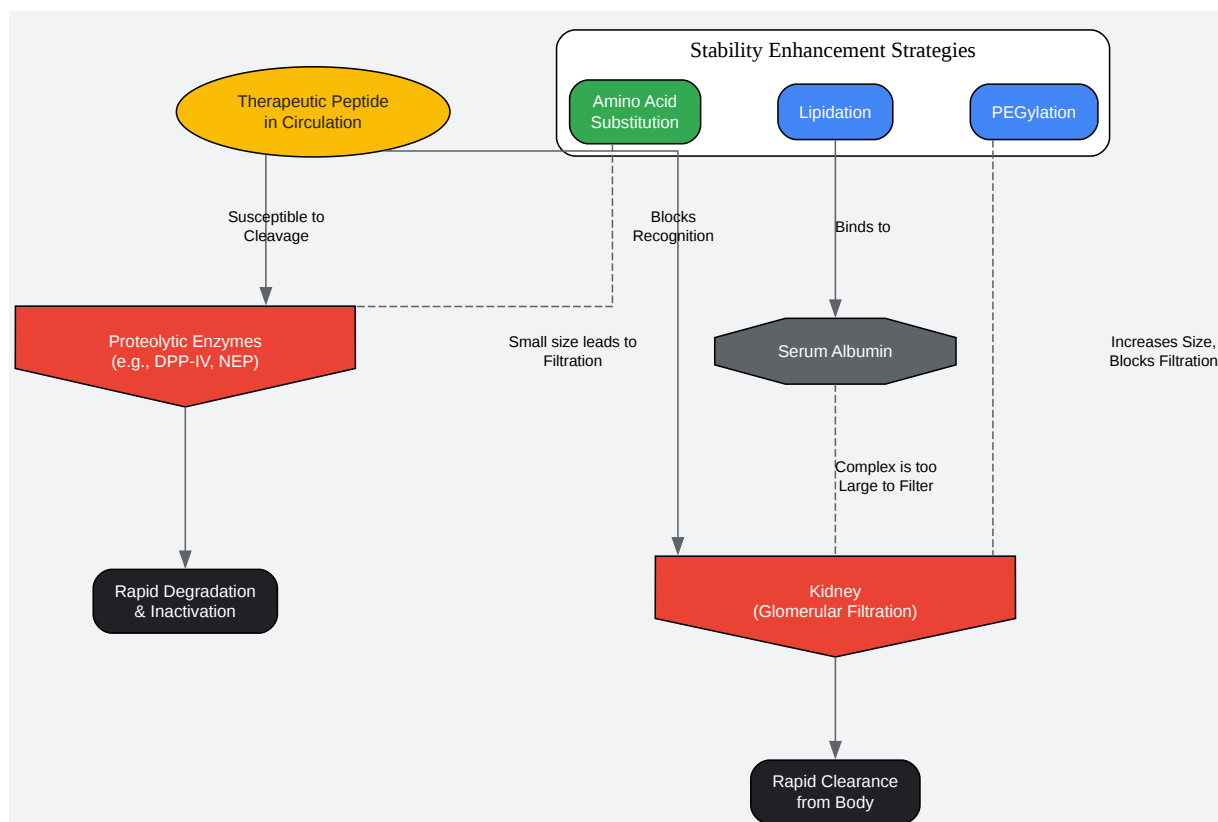 Stability Enhancement Strategies
Therapeutic Peptide
in Circulation
Amino Acid
Substitution
Lipidation
PEGylation
Susceptible to
Cleavage
Blocks
Recognition
Binds to
Proteolytic Enzymes
(e.g., DPP-IV, NEP)
Small size leads to
Filtration
Serum Albumin
Increases Size,
Blocks Filtration
Complex is too
Large to Filter
Rapid Degradation
& Inactivation
Kidney
(Glomerular Filtration)
Rapid Clearance
from Body